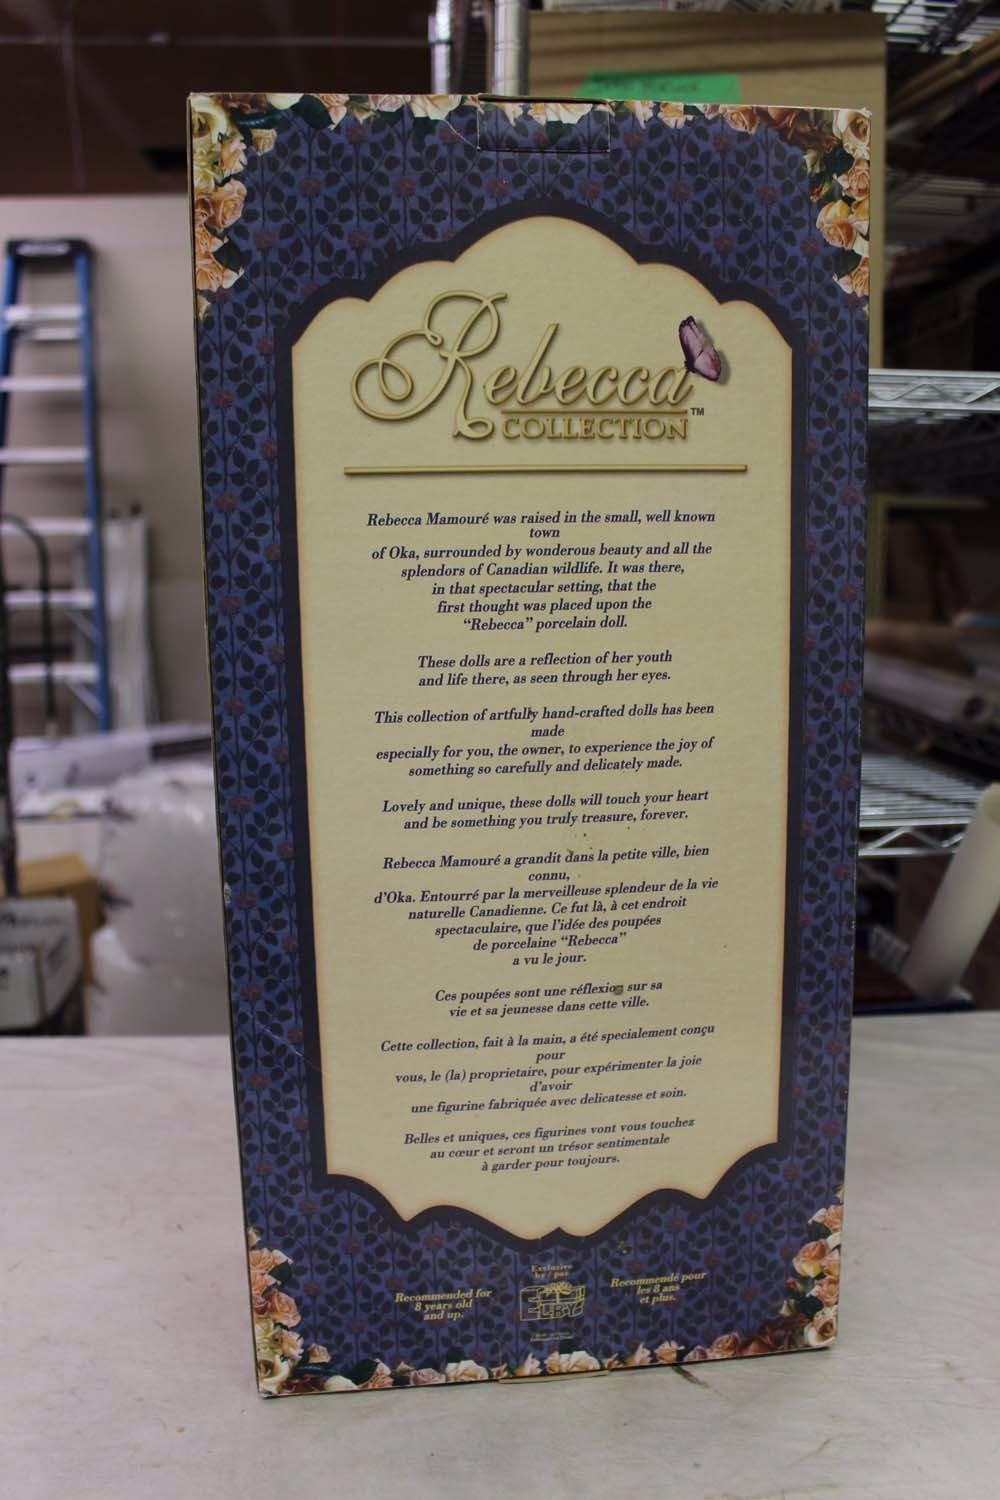 Rebecca
COLLECTION™
Rebecca Mamouré was raised in the small, well known
town
of Oka, surrounded by wonderous beauty and all the
splendors of Canadian wildlife. It was there,
in that spectacular setting, that the
first thought was placed upon the
“Rebecca” porcelain doll.
These dolls are a reflection of her youth
and life there, as seen through her eyes.
This collection of artfully hand-crafted dolls has been
made
especially for you, the owner, to experience the joy of
something so carefully and delicately made.
Lovely and unique, these dolls will touch your heart
and be something you truly treasure, forever.
Rebecca Mamouré a grandit dans la petite ville, bien
connu,
d'Oka. Entourré par la merveilleuse splendeur de la vie
naturelle Canadienne. Ce fut là, à cet endroit
spectaculaire, que l'idée des poupées
de porcelaine “Rebecca”
a vu le jour.
Ces poupées sont une réflexion sur sa
vie et sa jeunesse dans cette ville.
Cette collection, fait à la main, a été specialement conçu
pour
vous, le (la) proprietaire, pour expérimenter la joie
d'avoir
une figurine fabriquée avec delicatesse et soin.
Belles et uniques, ces figurines vont vous touchez
au cœur et seront un trésor sentimentale
à garder pour toujours.
Recommended for
8 years old
and up.
Exclusive
by / par
Recommendé pour
les 8 ans
et plus.